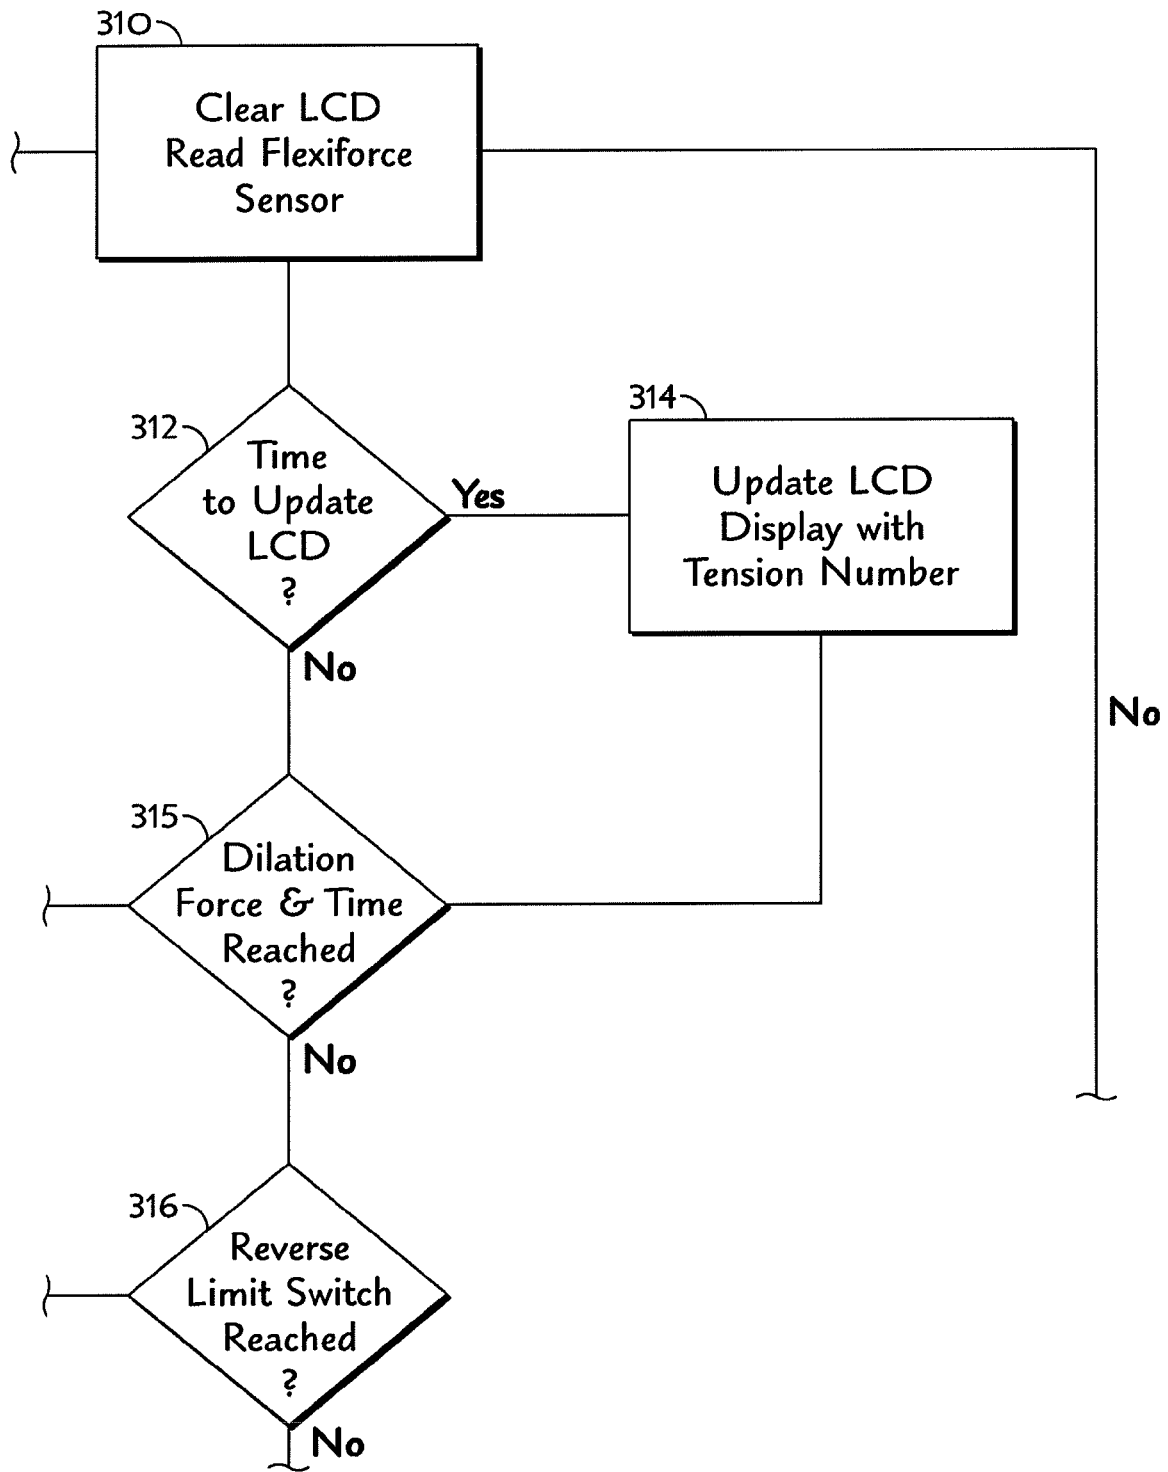 310
Clear LCD
Read Flexiforce
Sensor
312
Time
to Update
LCD
?
Yes
No
314
Update LCD
Display with
Tension Number
No
315
Dilation
Force & Time
Reached
?
No
316
Reverse
Limit Switch
Reached
?
No